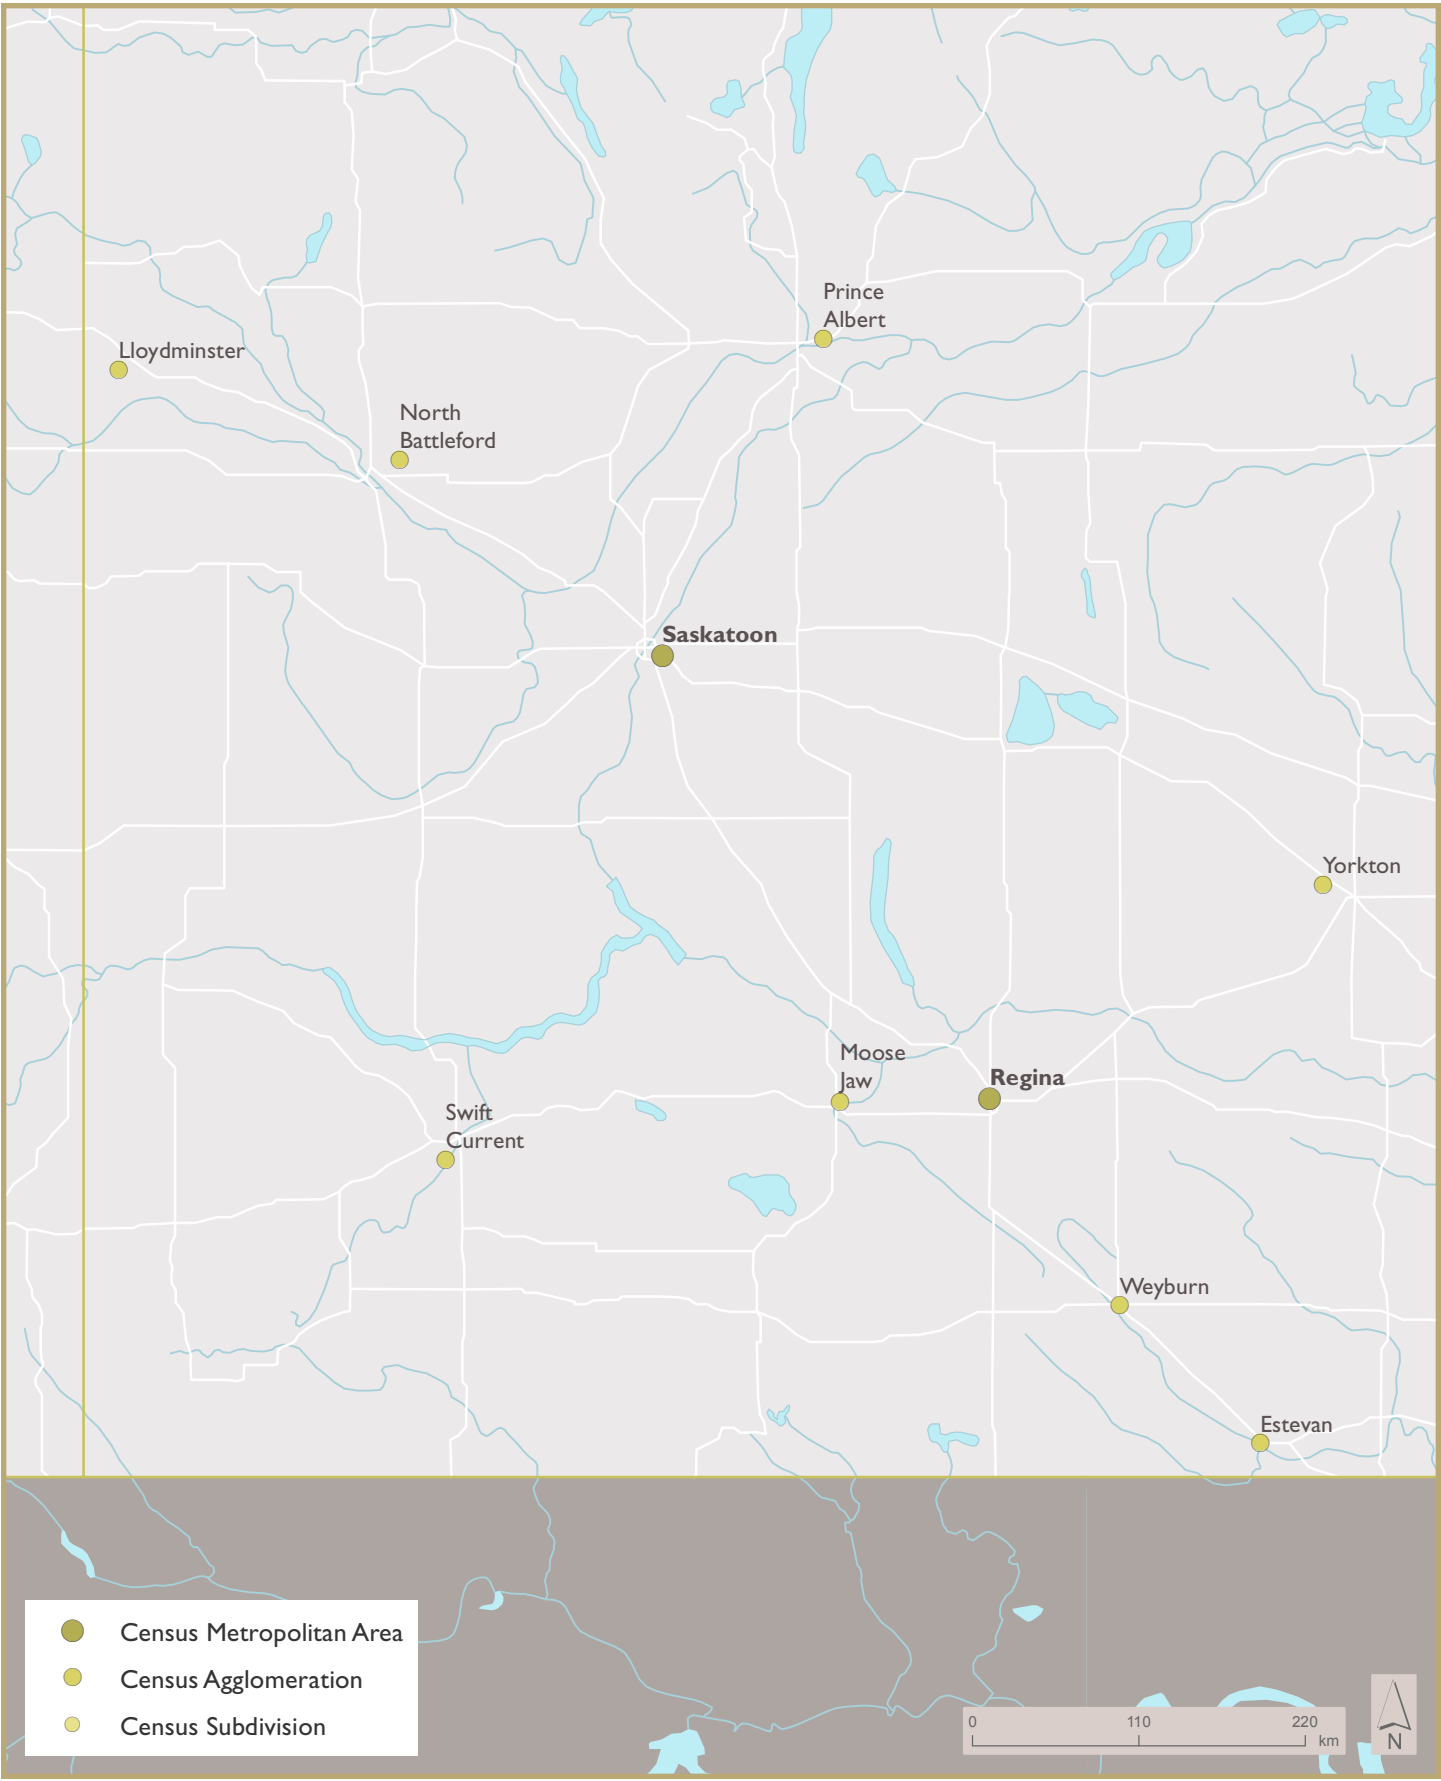 Prince
Albert
Lloydminster
North
Battleford
Saskatoon
Yorkton
Moose
Jaw
Regina
Swift
Current
Weyburn
Estevan
Census Metropolitan Area
Census Agglomeration
Census Subdivision
0 110 220
km
N